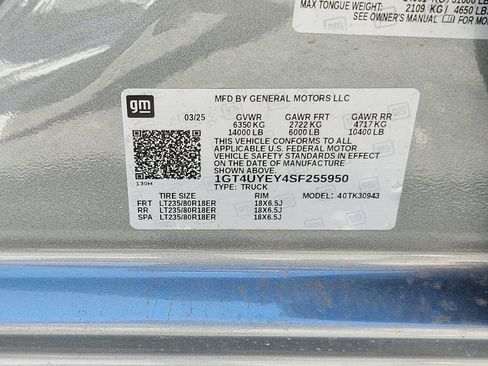 MAX TONGUE WEIGHT: 2109 KG / 4650 LB
SEE OWNER'S MANUAL FOR MO
gm
MFD BY GENERAL MOTORS LLC
03/25 GVWR GAWR FRT GAWR RR
6350 KG 2722 KG 4717 KG
14000 LB 6000 LB 10400 LB
THIS VEHICLE CONFORMS TO ALL
APPLICABLE U.S. FEDERAL MOTOR
VEHICLE SAFETY STANDARDS IN
EFFECT ON THE DATE OF MANUFACTURE
SHOWN ABOVE.
1GT4UYEY4SF255950
TYPE: TRUCK
130H
TIRE SIZE RIM MODEL: 40TK30943
FRT LT235/80R18ER 18X6.5J
RR LT235/80R18ER 18X6.5J
SPA LT235/80R18ER 18X6.5J